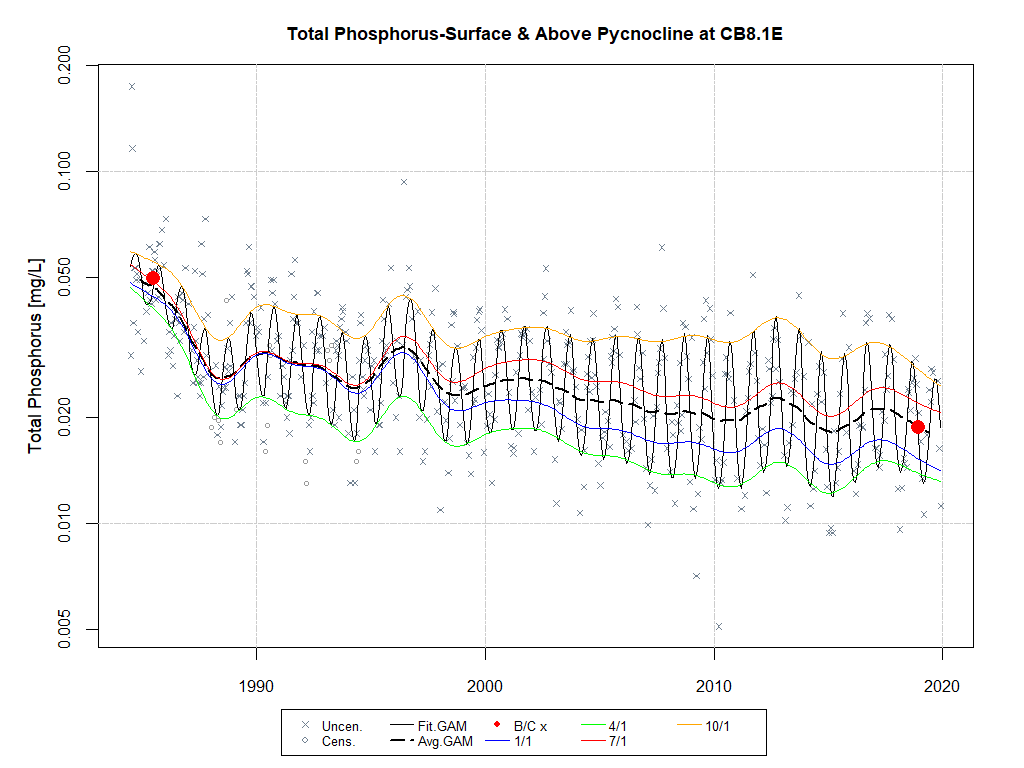 Total Phosphorus-Surface & Above Pycnocline at CB8.1E
Total Phosphorus [mg/L]
0.200
0.100
0.050
0.020
0.010
0.005
1990 2000 2010 2020
Uncen. Fit.GAM B/C x 4/1 10/1
Cens. Avg.GAM 1/1 7/1